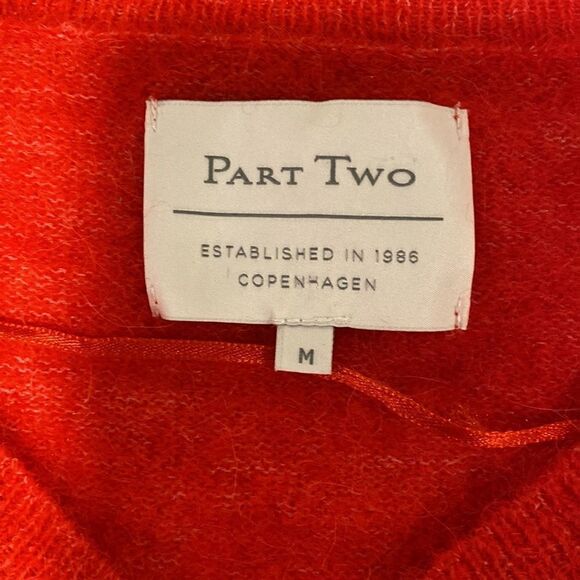 PART TWO
ESTABLISHED IN 1986
COPENHAGEN
M